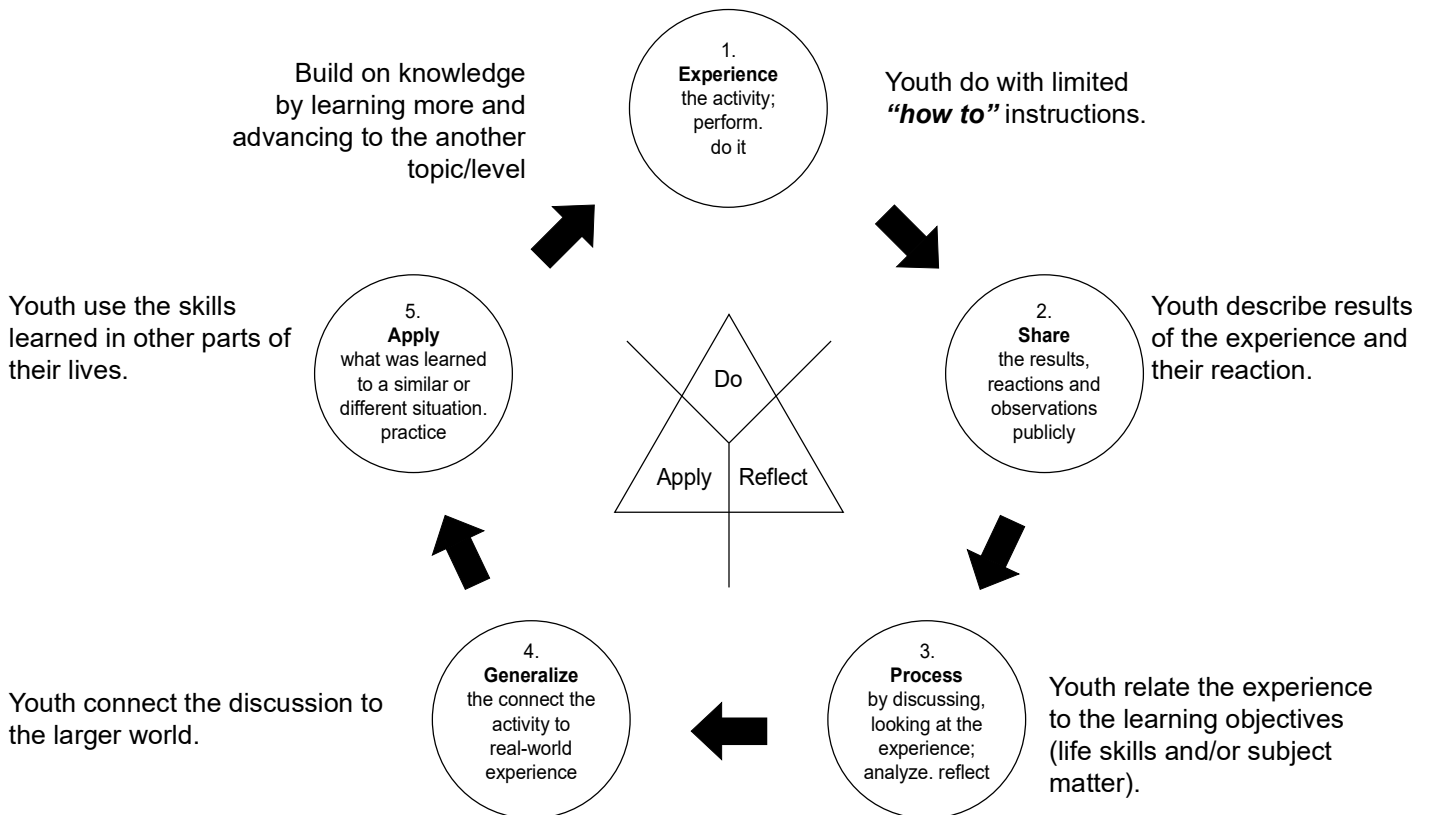 1.
Experience
the activity;
perform.
do it
Youth do with limited
“how to” instructions.
2.
Share
the results,
reactions and
observations
publicly
Youth describe results
of the experience and
their reaction.
3.
Process
by discussing,
looking at the
experience;
analyze. reflect
Youth relate the experience
to the learning objectives
(life skills and/or subject
matter).
4.
Generalize
the connect the
activity to
real-world
experience
Youth connect the discussion to
the larger world.
5.
Apply
what was learned
to a similar or
different situation.
practice
Youth use the skills
learned in other parts of
their lives.
Build on knowledge
by learning more and
advancing to the another
topic/level
Do
Apply
Reflect